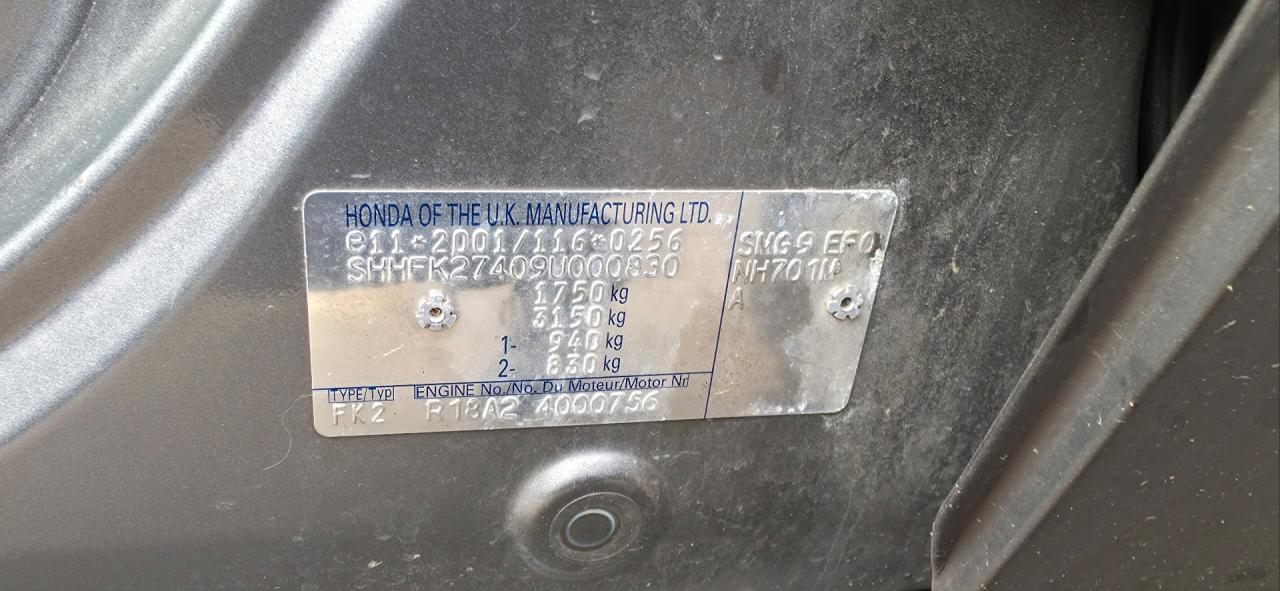 HONDA OF THE U.K. MANUFACTURING LTD.
e11*2001/116*0256
SHHFK27409U000830
1750 kg
3150 kg
1- 940 kg
2- 830 kg
TYPE/Typ ENGINE No./No. Du Moteur/Motor Nr
FK2 R18A2 4000756
SMG9 EF0
NH701M
A